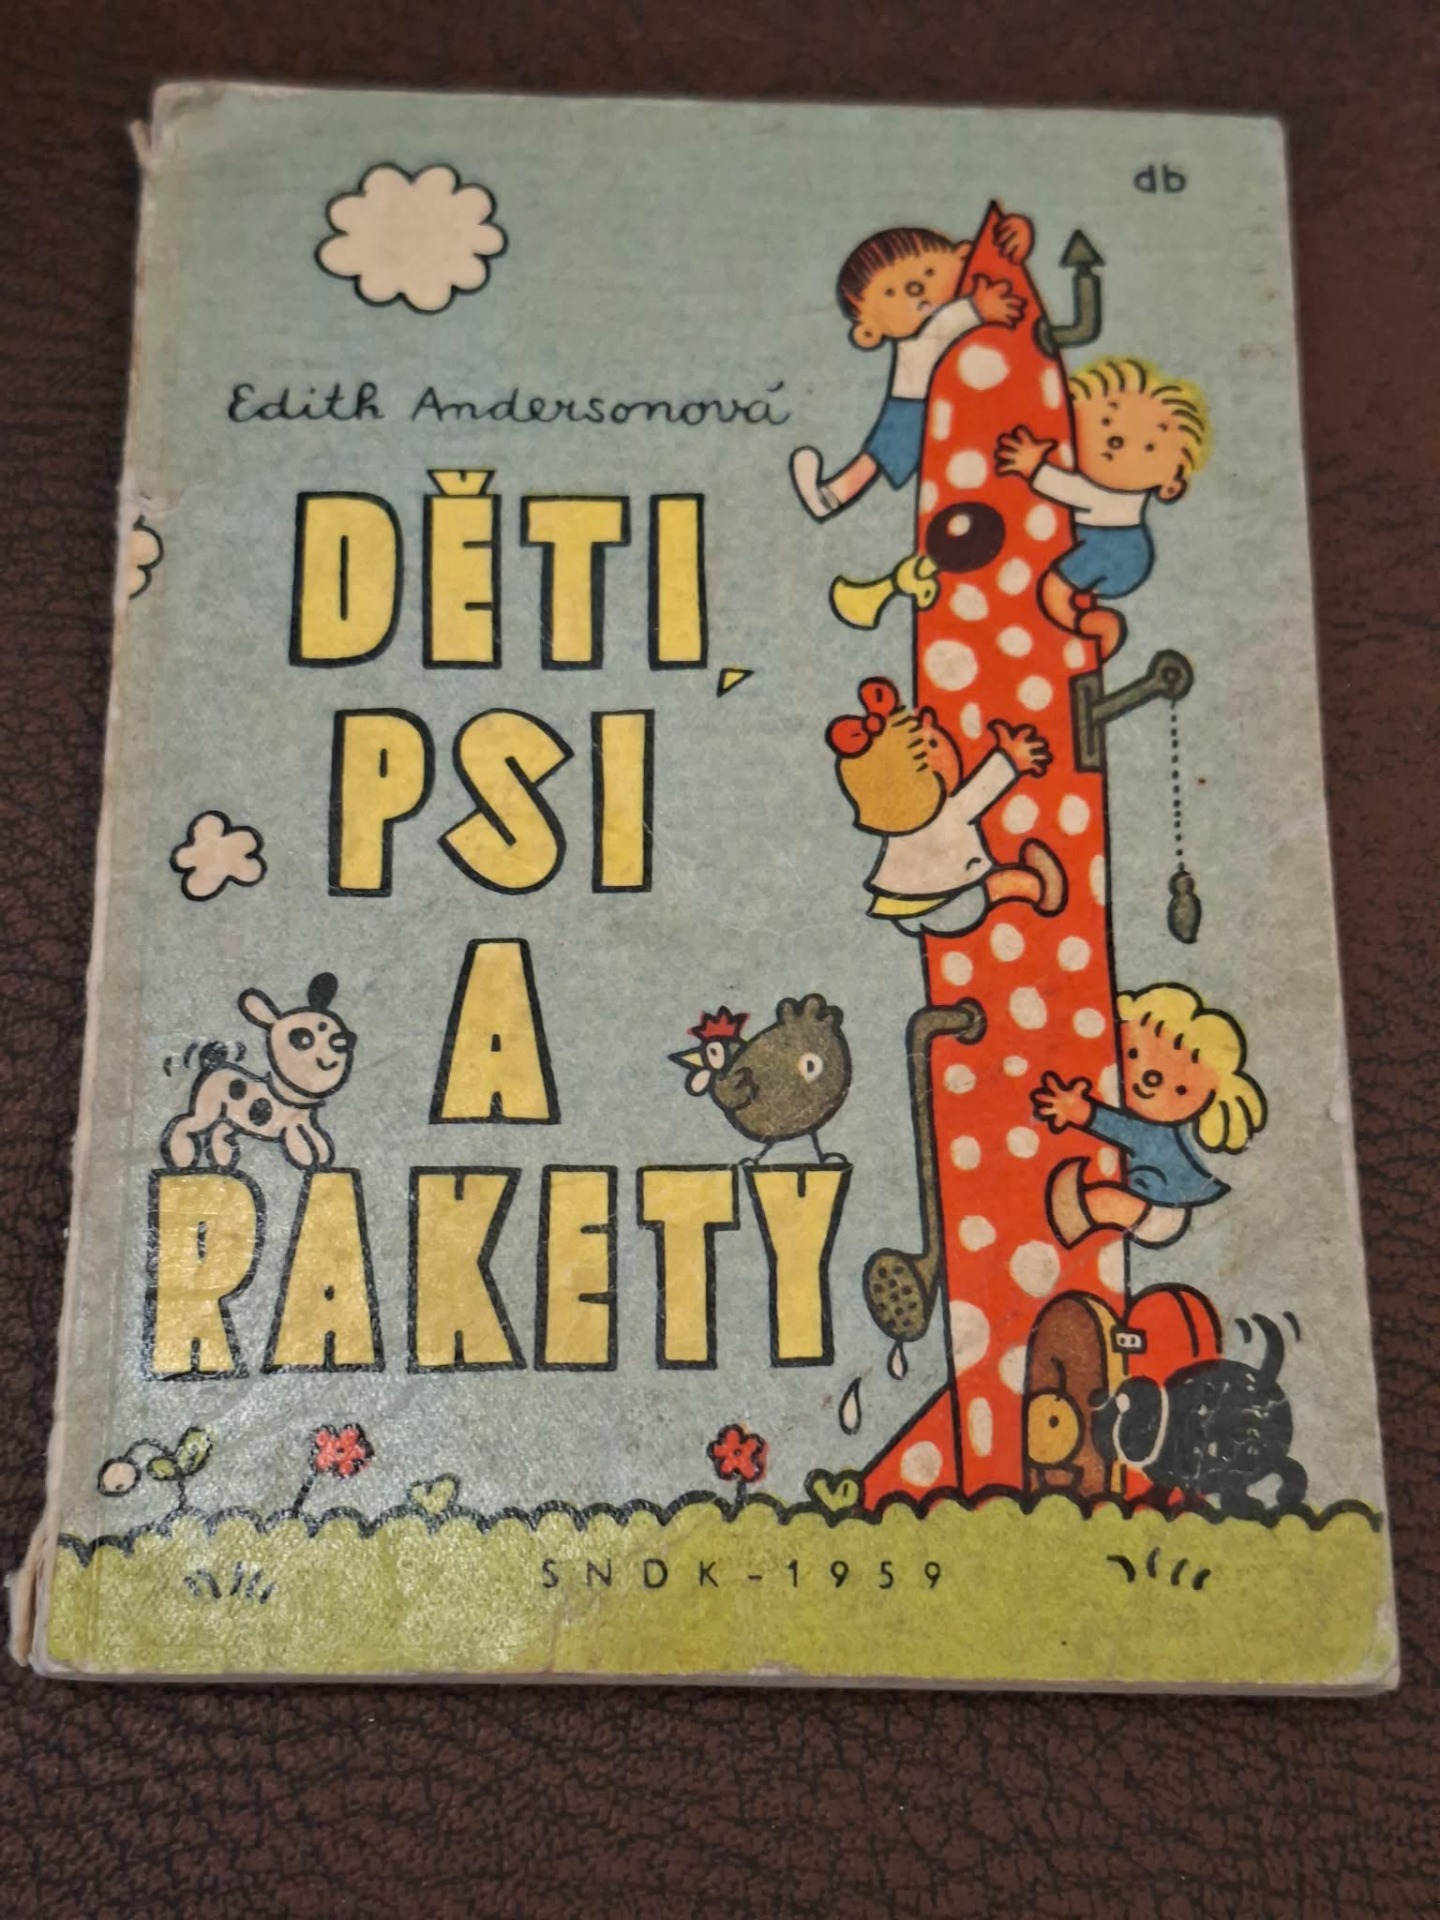 db
Edith Andersonová
DĚTI,
PSI
A
RAKETY
SNDK-1959